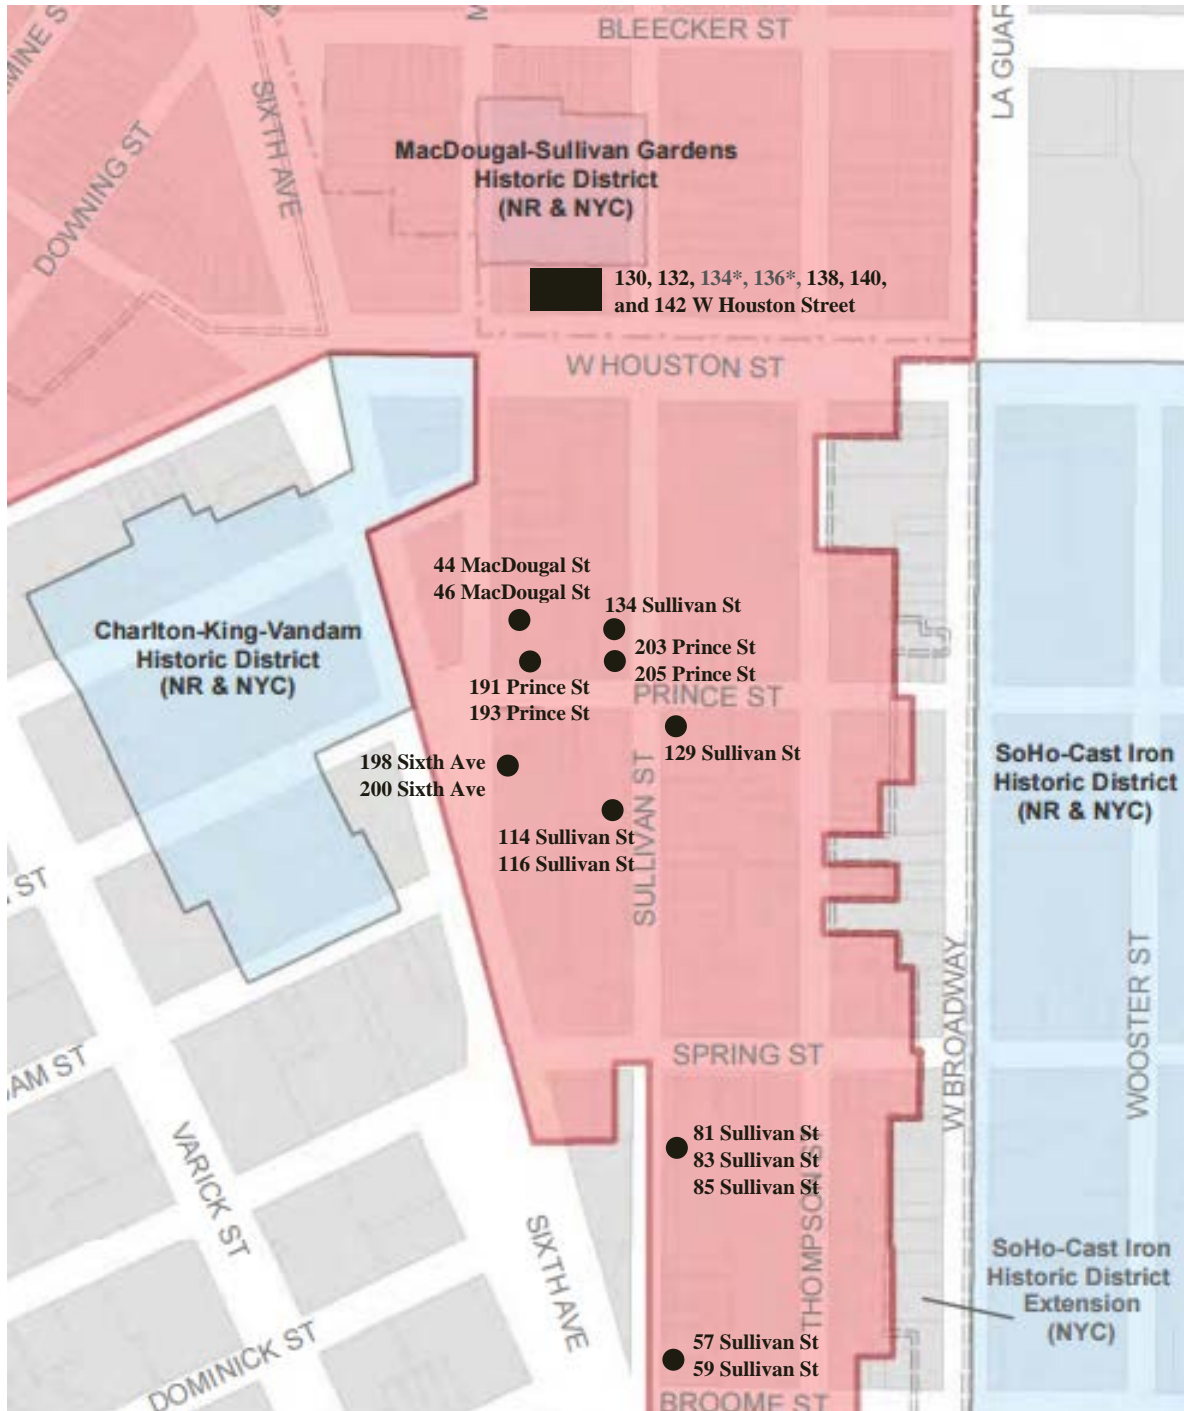 BLEECKER ST
MINE S
SIXTH AVE
DOWNING ST
LA GUAR
MacDougal-Sullivan Gardens
Historic District
(NR & NYC)
130, 132, 134*, 136*, 138, 140,
and 142 W Houston Street
W HOUSTON ST
44 MacDougal St
46 MacDougal St
134 Sullivan St
203 Prince St
205 Prince St
191 Prince St
193 Prince St
PRINCE ST
Charlton-King-Vandam
Historic District
(NR & NYC)
129 Sullivan St
198 Sixth Ave
200 Sixth Ave
114 Sullivan St
116 Sullivan St
SULLIVAN ST
SoHo-Cast Iron
Historic District
(NR & NYC)
ST
W BROADWAY
WOOSTER ST
SPRING ST
AM ST
VARICK ST
81 Sullivan St
83 Sullivan St
85 Sullivan St
THOMPSON ST
SIXTH AVE
SoHo-Cast Iron
Historic District
Extension
(NYC)
DOMINICK ST
57 Sullivan St
59 Sullivan St
BROOME ST